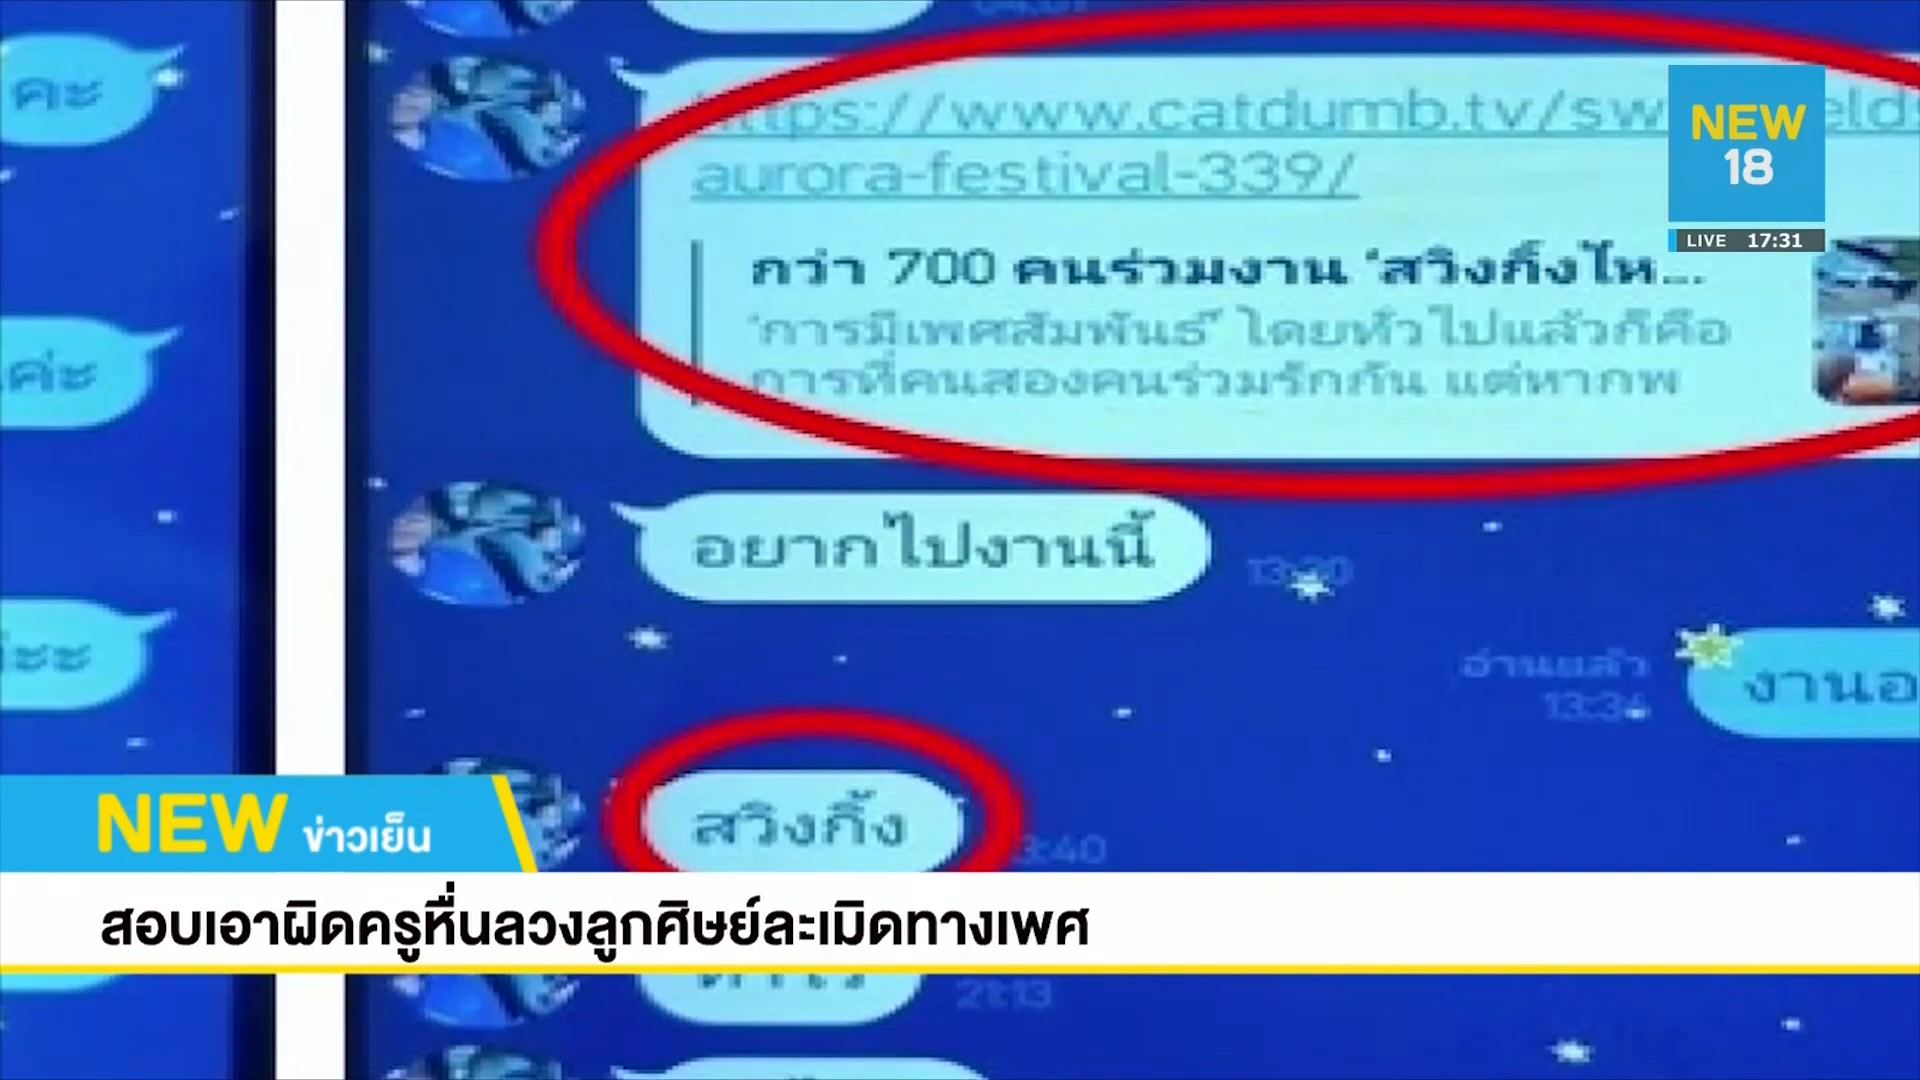 คะ
https://www.catdumb.tv/sw
aurora-festival-339/
NEW
18
LIVE 17:31
กว่า 700 คนร่วมงาน 'สวิงกิ้งไห...
'การมีเพศสัมพันธ์' โดยทั่วไปแล้วก็คือ
การที่คนสองคนร่วมรักกัน แต่หากพ
ค่ะ
อยากไปงานนี้
อ่านแล้ว
13:34
งานอ
สวิงกิ้ง
3:40
NEW ข่าวเย็น
สอบเอาผิดครูหื่นลวงลูกศิษย์ละเมิดทางเพศ
21:13